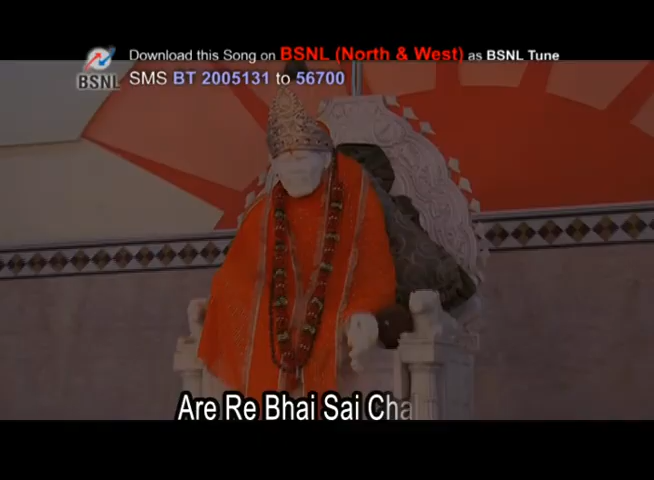 Download this Song on BSNL (North & West) as BSNL Tune
BSNL
SMS BT 2005131 to 56700
Are Re Bhai Sai Cha